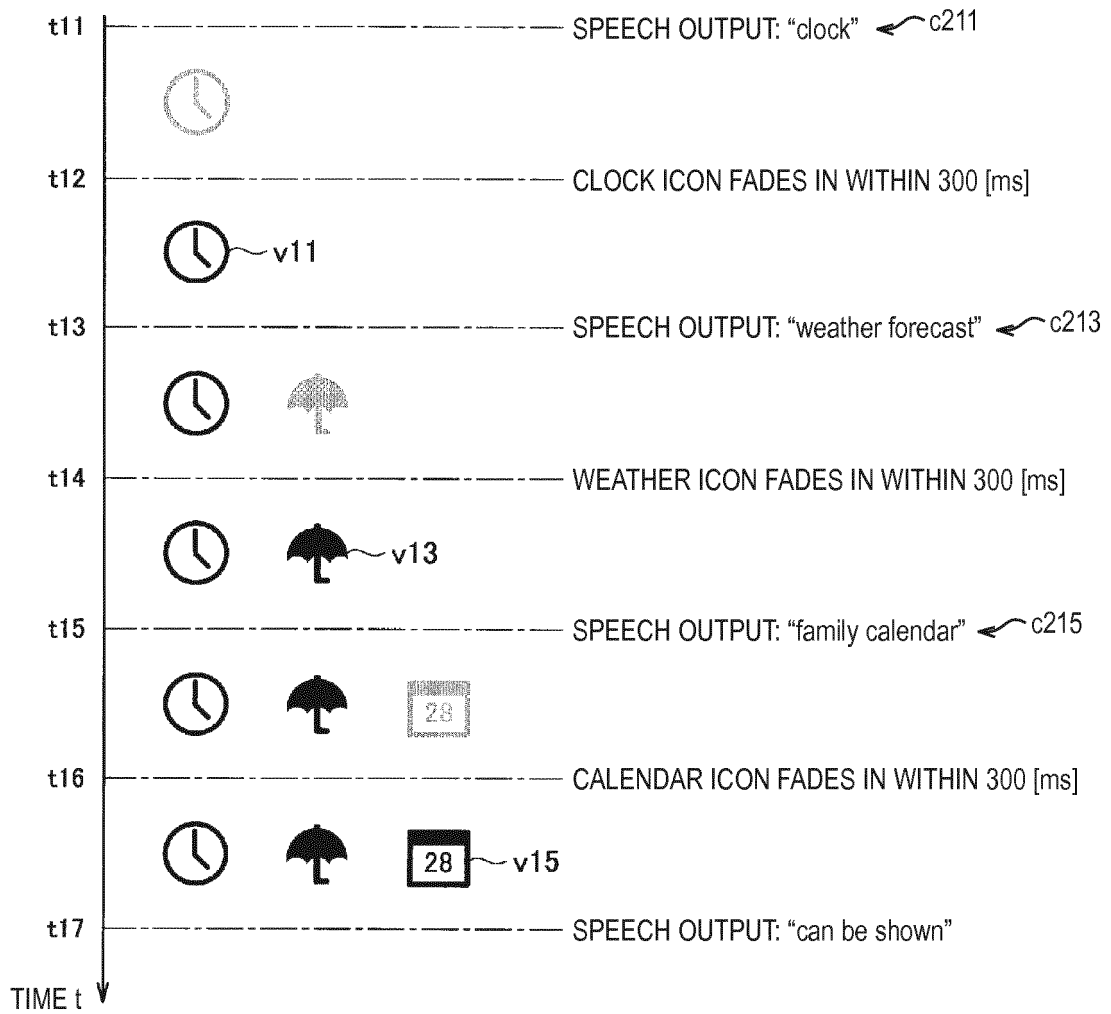 t11 SPEECH OUTPUT: “clock” c211
t12 CLOCK ICON FADES IN WITHIN 300 [ms]
v11
t13 SPEECH OUTPUT: “weather forecast” c213
t14 WEATHER ICON FADES IN WITHIN 300 [ms]
v13
t15 SPEECH OUTPUT: “family calendar” c215
28
t16 CALENDAR ICON FADES IN WITHIN 300 [ms]
28 v15
t17 SPEECH OUTPUT: “can be shown”
TIME t